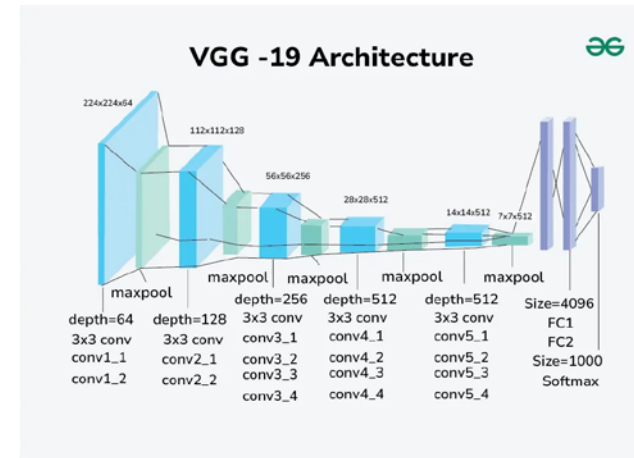 VGG -19 Architecture
224x224x64
112x112x128
56x56x256
28x28x512
14x14x512
7x7x512
maxpool
maxpool
maxpool
maxpool
maxpool
depth=64
3x3 conv
conv1_1
conv1_2
depth=128
3x3 conv
conv2_1
conv2_2
depth=256
3x3 conv
conv3_1
conv3_2
conv3_3
conv3_4
depth=512
3x3 conv
conv4_1
conv4_2
conv4_3
conv4_4
depth=512
3x3 conv
conv5_1
conv5_2
conv5_3
conv5_4
Size=4096
FC1
FC2
Size=1000
Softmax